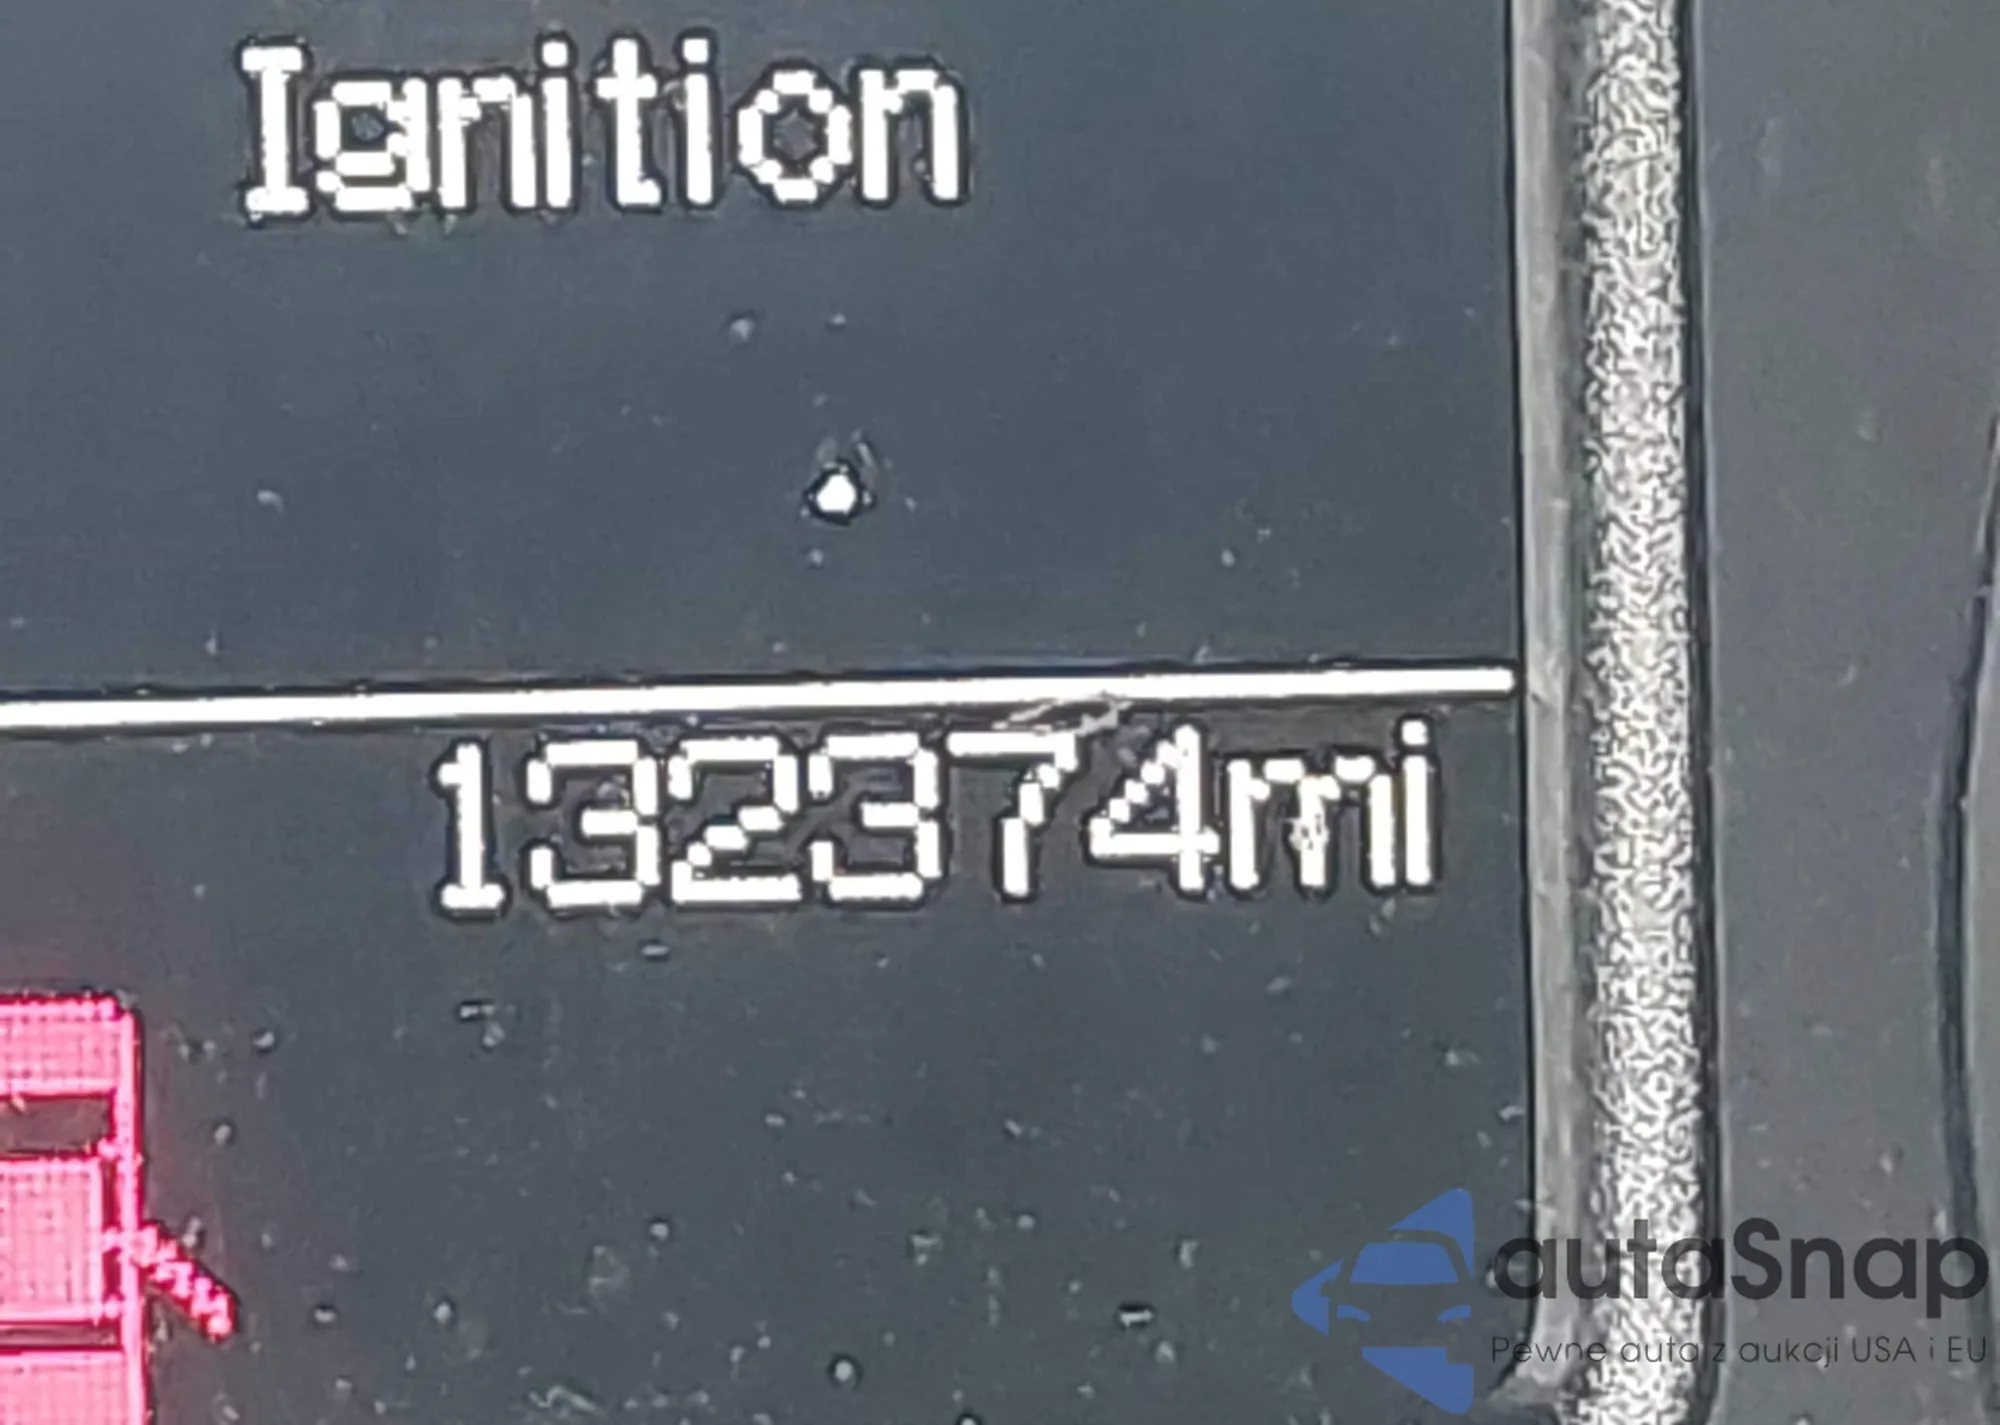 Ignition
132374mi
autaSnap
Pewne auta z aukcji USA i EU